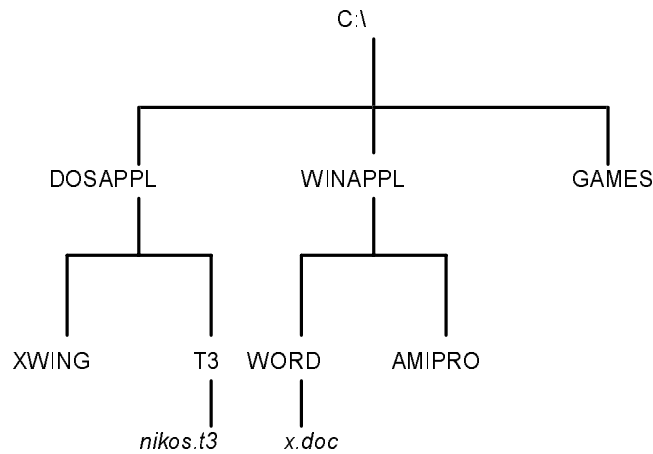 C:\
DOSAPPL WINAPPL GAMES
XWING T3 WORD AMIPRO
nikos.t3 x.doc